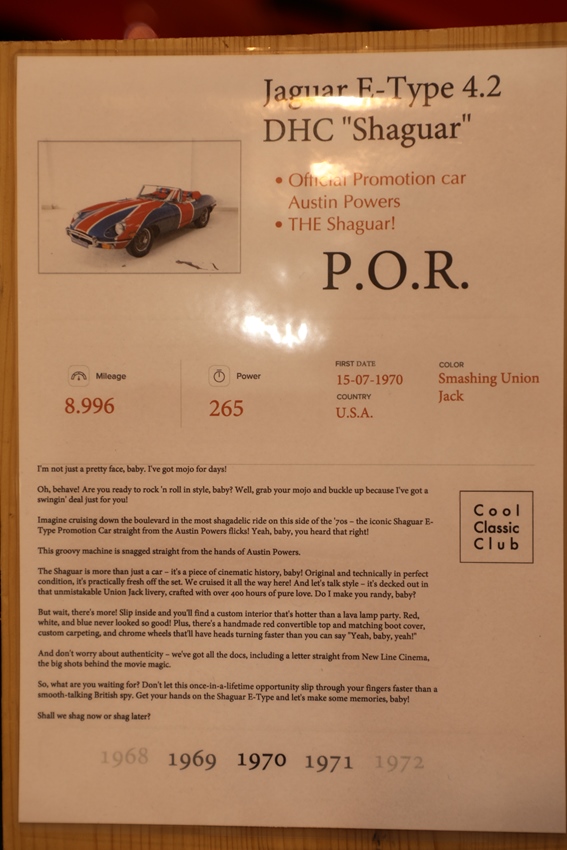 Jaguar E-Type 4.2
DHC "Shaguar"
• Official Promotion car
Austin Powers
• THE Shaguar!
P.O.R.
Mileage
8.996
Power
265
FIRST DATE
15-07-1970
COUNTRY
U.S.A.
COLOR
Smashing Union
Jack
I'm not just a pretty face, baby. I've got mojo for days!
Oh, behave! Are you ready to rock 'n roll in style, baby? Well, grab your mojo and buckle up because I've got a
swingin' deal just for you!
Imagine cruising down the boulevard in the most shagadelic ride on this side of the '70s – the iconic Shaguar E-
Type Promotion Car straight from the Austin Powers flicks! Yeah, baby, you heard that right!
This groovy machine is snagged straight from the hands of Austin Powers.
The Shaguar is more than just a car – it's a piece of cinematic history, baby! Original and technically in perfect
condition, it's practically fresh off the set. We cruised it all the way here! And let's talk style – it's decked out in
that unmistakable Union Jack livery, crafted with over 400 hours of pure love. Do I make you randy, baby?
But wait, there's more! Slip inside and you'll find a custom interior that's hotter than a lava lamp party. Red,
white, and blue never looked so good! Plus, there's a handmade red convertible top and matching boot cover,
custom carpeting, and chrome wheels that'll have heads turning faster than you can say "Yeah, baby, yeah!"
And don't worry about authenticity – we've got all the docs, including a letter straight from New Line Cinema,
the big shots behind the movie magic.
So, what are you waiting for? Don't let this once-in-a-lifetime opportunity slip through your fingers faster than a
smooth-talking British spy. Get your hands on the Shaguar E-Type and let's make some memories, baby!
Shall we shag now or shag later?
Cool
Classic
Club
1968 1969 1970 1971 1972